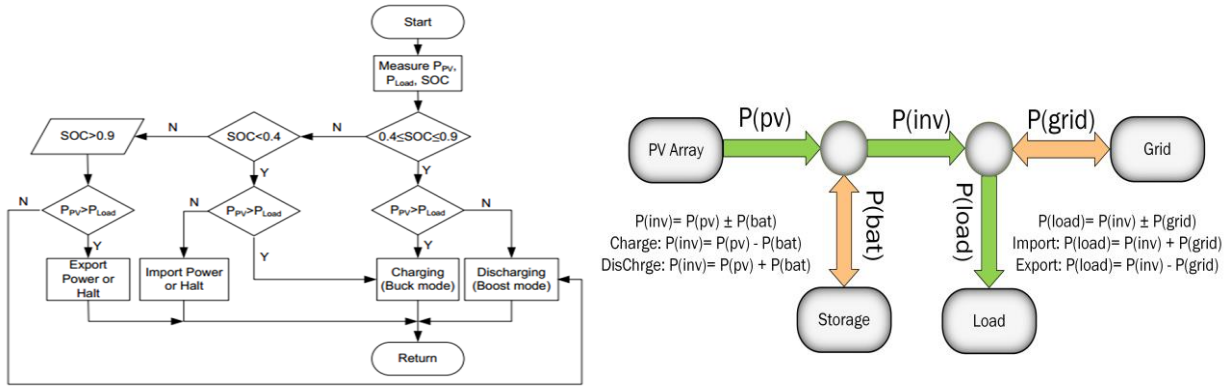 Start
Measure P_PV,
P_Load, SOC
0.4≤SOC≤0.9
N
SOC<0.4
N
SOC>0.9
Y
Y
N
P_PV>P_Load
N
P_PV>P_Load
P_PV>P_Load
N
Y
Y
Y
Export
Power or
Halt
Import Power
or Halt
Charging
(Buck mode)
Discharging
(Boost mode)
Return
PV Array
P(pv)
P(inv)
P(grid)
Grid
P(bat)
P(load)
P(inv)= P(pv) ± P(bat)
Charge: P(inv)= P(pv) - P(bat)
DisChrge: P(inv)= P(pv) + P(bat)
P(load)= P(inv) ± P(grid)
Import: P(load)= P(inv) + P(grid)
Export: P(load)= P(inv) - P(grid)
Storage
Load